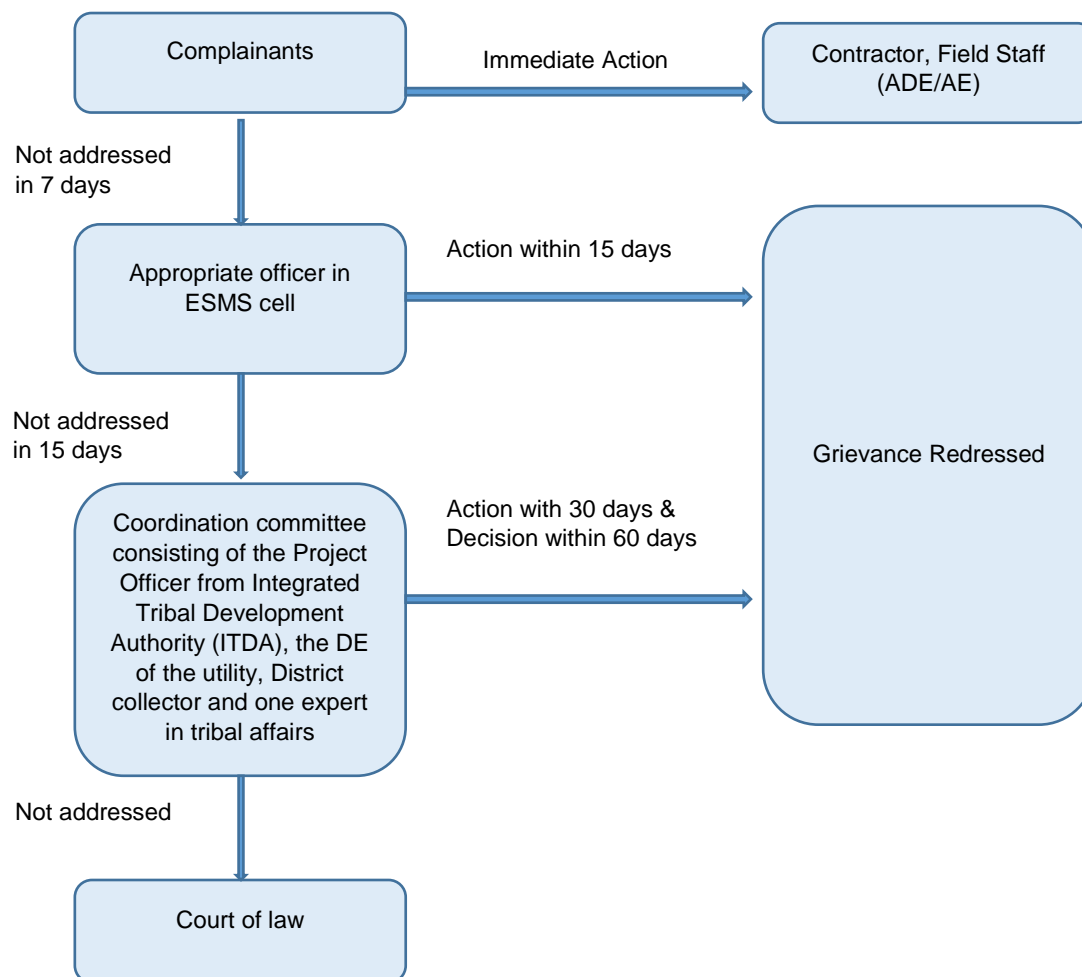 Complainants
Immediate Action
Contractor, Field Staff
(ADE/AE)
Not addressed
in 7 days
Appropriate officer in
ESMS cell
Action within 15 days
Not addressed
in 15 days
Grievance Redressed
Coordination committee
consisting of the Project
Officer from Integrated
Tribal Development
Authority (ITDA), the DE
of the utility, District
collector and one expert
in tribal affairs
Action with 30 days &
Decision within 60 days
Not addressed
Court of law